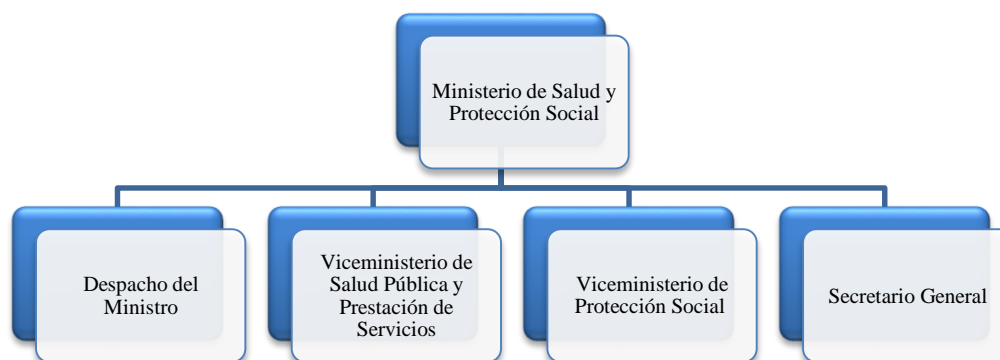 Ministerio de Salud y
Protección Social
Despacho del
Ministro
Viceministerio de
Salud Pública y
Prestación de
Servicios
Viceministerio de
Protección Social
Secretario General